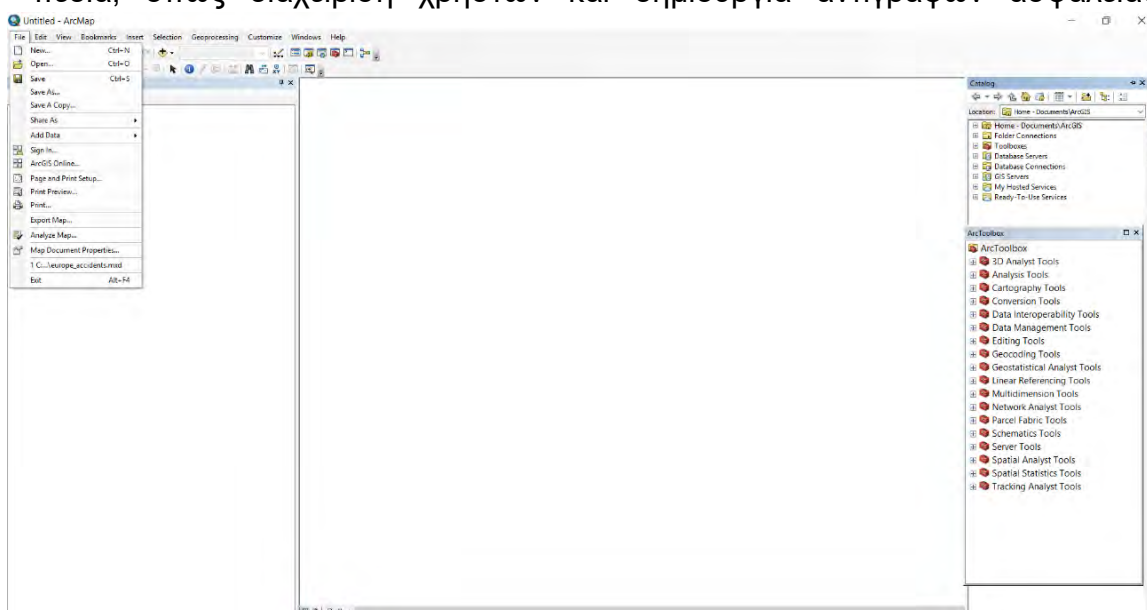 πεδία, όπως διαχείριση χρηστών και δημιουργία αντιγράφων ασφαλείας
Untitled - ArcMap
File Edit View Bookmarks Insert Selection Geoprocessing Customize Windows Help
New... Ctrl+N
Open... Ctrl+O
Save Ctrl+S
Save As...
Save A Copy...
Share As
Add Data
Sign In...
ArcGIS Online...
Page and Print Setup...
Print Preview...
Print...
Export Map...
Analyze Map...
Map Document Properties...
1 C:\...\europe_accidents.mxd
Exit Alt+F4
Catalog
Location: Home - Documents\ArcGIS
Home - Documents\ArcGIS
Folder Connections
Toolboxes
Database Servers
Database Connections
GIS Servers
My Hosted Services
Ready-To-Use Services
ArcToolbox
ArcToolbox
3D Analyst Tools
Analysis Tools
Cartography Tools
Conversion Tools
Data Interoperability Tools
Data Management Tools
Editing Tools
Geocoding Tools
Geostatistical Analyst Tools
Linear Referencing Tools
Multidimension Tools
Network Analyst Tools
Parcel Fabric Tools
Schematics Tools
Server Tools
Spatial Analyst Tools
Spatial Statistics Tools
Tracking Analyst Tools